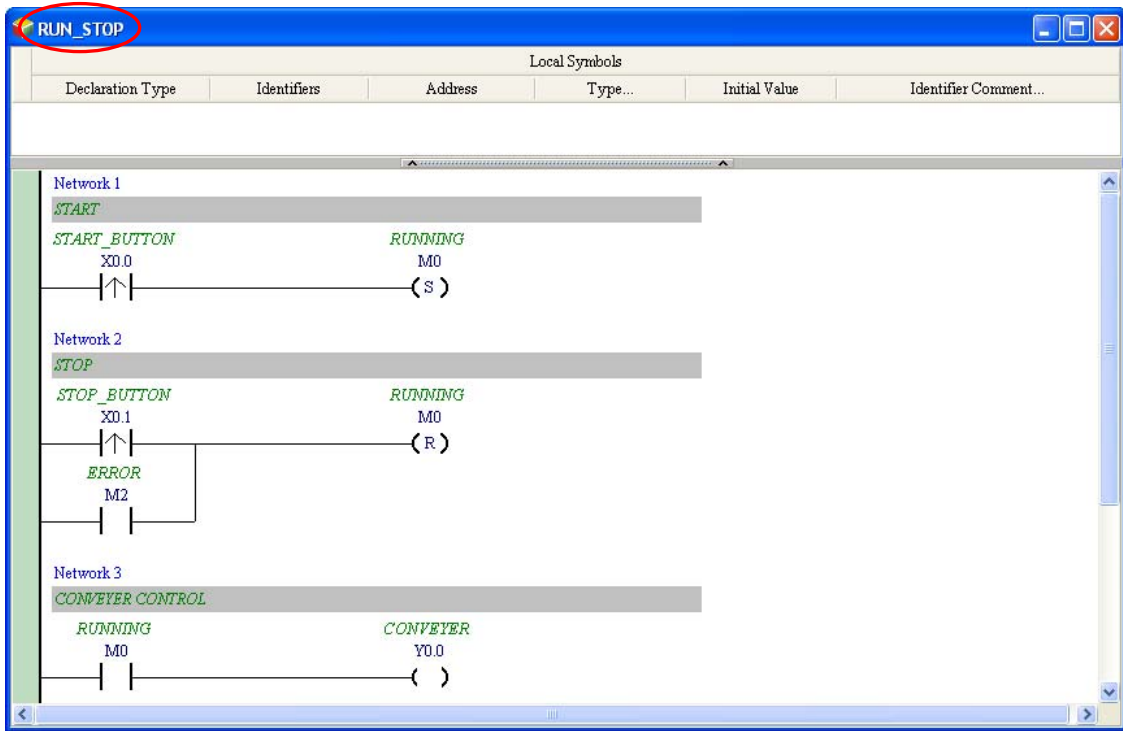 RUN_STOP
Local Symbols
Declaration Type Identifiers Address Type... Initial Value Identifier Comment...
Network 1
START
START_BUTTON RUNNING
X0.0 M0
S
Network 2
STOP
STOP_BUTTON RUNNING
X0.1 M0
R
ERROR
M2
Network 3
CONVEYER CONTROL
RUNNING CONVEYER
M0 Y0.0